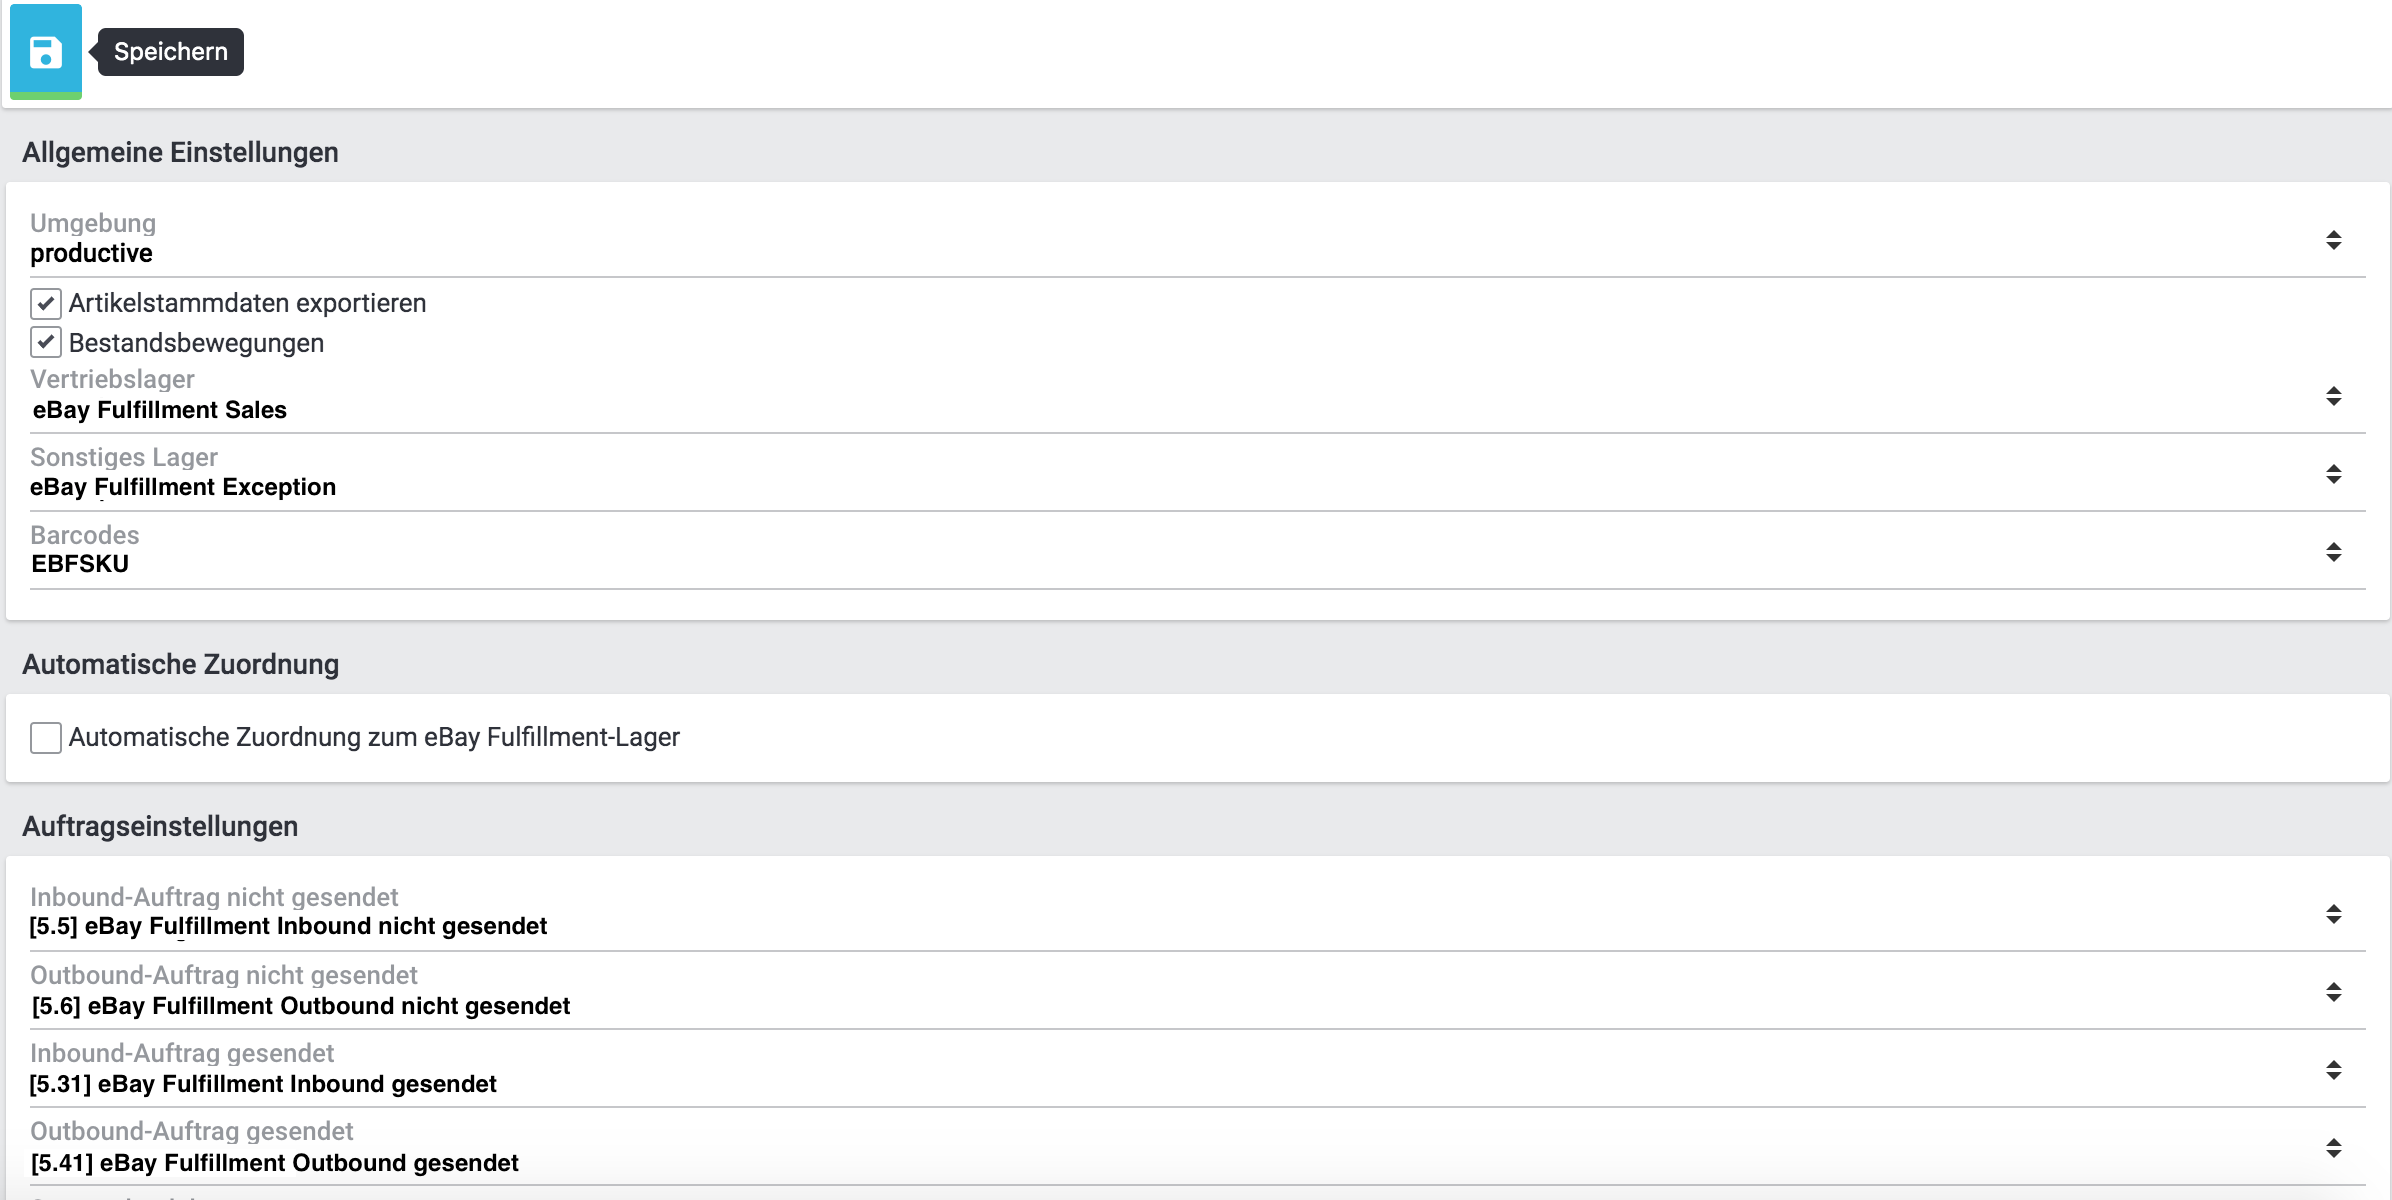 Speichern
Allgemeine Einstellungen
Umgebung
productive
Artikelstammdaten exportieren
Bestandsbewegungen
Vertriebslager
eBay Fulfillment Sales
Sonstiges Lager
eBay Fulfillment Exception
Barcodes
EBFSKU
Automatische Zuordnung
Automatische Zuordnung zum eBay Fulfillment-Lager
Auftragseinstellungen
Inbound-Auftrag nicht gesendet
[5.5] eBay Fulfillment Inbound nicht gesendet
Outbound-Auftrag nicht gesendet
[5.6] eBay Fulfillment Outbound nicht gesendet
Inbound-Auftrag gesendet
[5.31] eBay Fulfillment Inbound gesendet
Outbound-Auftrag gesendet
[5.41] eBay Fulfillment Outbound gesendet